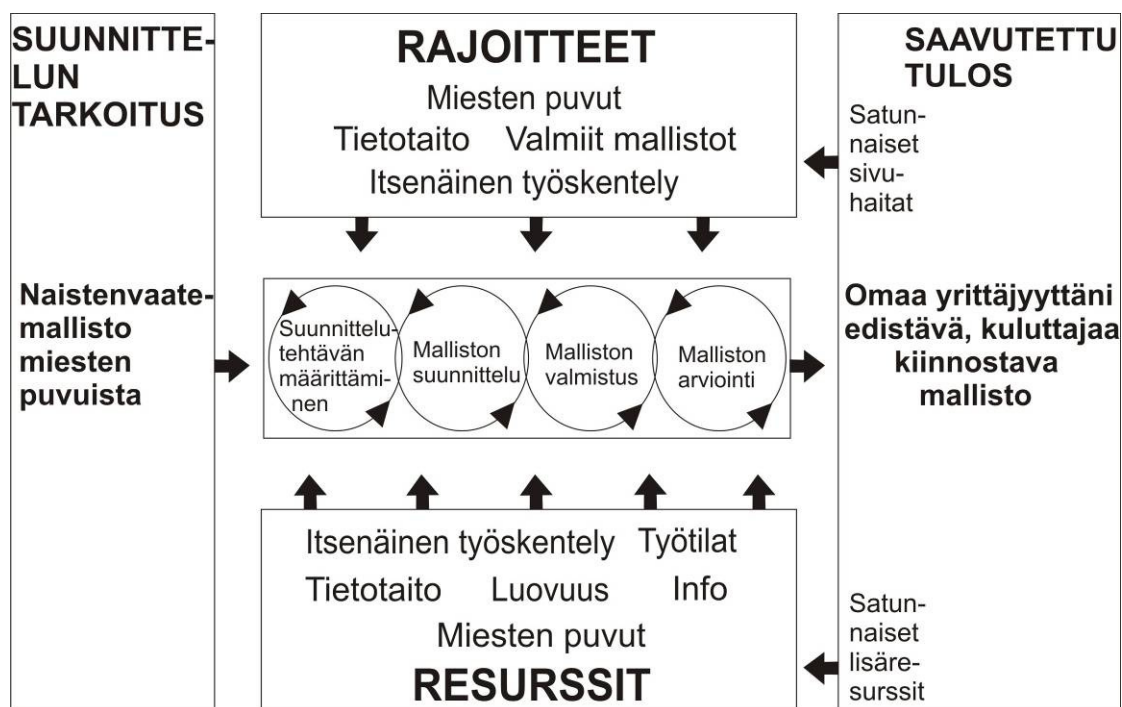 SUUNNITTE-
LUN
TARKOITUS
Naistenvaate-
mallisto
miesten
puvuista
RAJOITTEET
Miesten puvut
Tietotaito Valmiit mallistot
Itsenäinen työskentely
Suunnittelu-
tehtävän
määrittämi-
nen
Malliston
suunnittelu
Malliston
valmistus
Malliston
arviointi
Itsenäinen työskentely Työtilat
Tietotaito Luovuus Info
Miesten puvut
RESURSSIT
SAAVUTETTU
TULOS
Satun-
naiset
sivu-
haitat
Omaa yrittäjyyttäni
edistävä, kuluttajaa
kiinnostava
mallisto
Satun-
naiset
lisäre-
surssit